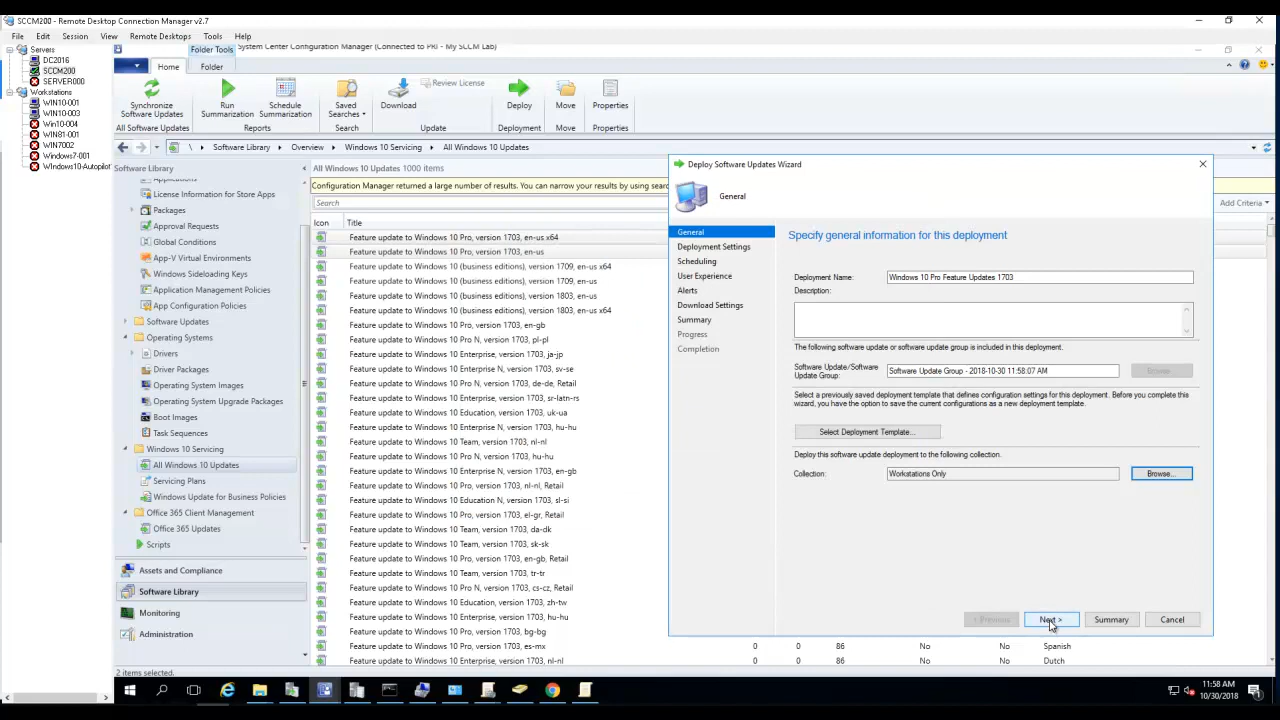 SCCM200 - Remote Desktop Connection Manager v2.7
File Edit Session View Remote Desktops Tools Help
Servers
DC2016
SCCM200
SERVER000
Workstations
WIN10-001
WIN10-003
Win10-004
WIN81-001
WIN7002
Windows7-001
Windows10-Autopilot
Folder Tools
System Center Configuration Manager (Connected to PRI - My SCCM Lab)
Home Folder
Synchronize Software Updates
Run Summarization
Schedule Summarization
Saved Searches
Download
Review License
Deploy
Move
Properties
All Software Updates Reports Search Update Deployment Move Properties
\ Software Library Overview Windows 10 Servicing All Windows 10 Updates
Software Library
License Information for Store Apps
Packages
Approval Requests
Global Conditions
App-V Virtual Environments
Windows Sideloading Keys
Application Management Policies
App Configuration Policies
Software Updates
Operating Systems
Drivers
Driver Packages
Operating System Images
Operating System Upgrade Packages
Boot Images
Task Sequences
Windows 10 Servicing
All Windows 10 Updates
Servicing Plans
Windows Update for Business Policies
Office 365 Client Management
Office 365 Updates
Scripts
Assets and Compliance
Software Library
Monitoring
Administration
2 items selected.
All Windows 10 Updates 1000 items
Configuration Manager returned a large number of results. You can narrow your results by using sear
Search
Add Criteria
Icon Title
Feature update to Windows 10 Pro, version 1703, en-us x64
Feature update to Windows 10 Pro, version 1703, en-us
Feature update to Windows 10 (business editions), version 1709, en-us x64
Feature update to Windows 10 (business editions), version 1709, en-us
Feature update to Windows 10 (business editions), version 1803, en-us
Feature update to Windows 10 (business editions), version 1803, en-us x64
Feature update to Windows 10 Pro, version 1703, en-gb
Feature update to Windows 10 Pro N, version 1703, pl-pl
Feature update to Windows 10 Enterprise, version 1703, ja-jp
Feature update to Windows 10 Enterprise N, version 1703, sv-se
Feature update to Windows 10 Pro N, version 1703, de-de, Retail
Feature update to Windows 10 Enterprise, version 1703, sr-latn-rs
Feature update to Windows 10 Education, version 1703, uk-ua
Feature update to Windows 10 Enterprise N, version 1703, hu-hu
Feature update to Windows 10 Team, version 1703, nl-nl
Feature update to Windows 10 Pro N, version 1703, hu-hu
Feature update to Windows 10 Enterprise N, version 1703, en-gb
Feature update to Windows 10 Pro, version 1703, nl-nl, Retail
Feature update to Windows 10 Education N, version 1703, sl-si
Feature update to Windows 10 Pro, version 1703, el-gr, Retail
Feature update to Windows 10 Team, version 1703, da-dk
Feature update to Windows 10 Team, version 1703, sk-sk
Feature update to Windows 10 Pro, version 1703, en-gb, Retail
Feature update to Windows 10 Team, version 1703, tr-tr
Feature update to Windows 10 Pro N, version 1703, cs-cz, Retail
Feature update to Windows 10 Education, version 1703, zh-tw
Feature update to Windows 10 Enterprise, version 1703, hu-hu
Feature update to Windows 10 Pro, version 1703, bg-bg
Feature update to Windows 10 Pro, version 1703, es-mx 0 0 86 No No Spanish
Feature update to Windows 10 Enterprise, version 1703, nl-nl 0 0 86 No No Dutch
Deploy Software Updates Wizard
General
General
Deployment Settings
Scheduling
User Experience
Alerts
Download Settings
Summary
Progress
Completion
Specify general information for this deployment
Deployment Name: Windows 10 Pro Feature Updates 1703
Description:
The following software update or software update group is included in this deployment.
Software Update/Software Update Group: Software Update Group - 2018-10-30 11:58:07 AM Browse...
Select a previously saved deployment template that defines configuration settings for this deployment. Before you complete this
wizard, you have the option to save the current configurations as a new deployment template.
Select Deployment Template...
Deploy this software update deployment to the following collection.
Collection: Workstations Only Browse...
< Previous Next > Summary Cancel
11:58 AM
10/30/2018